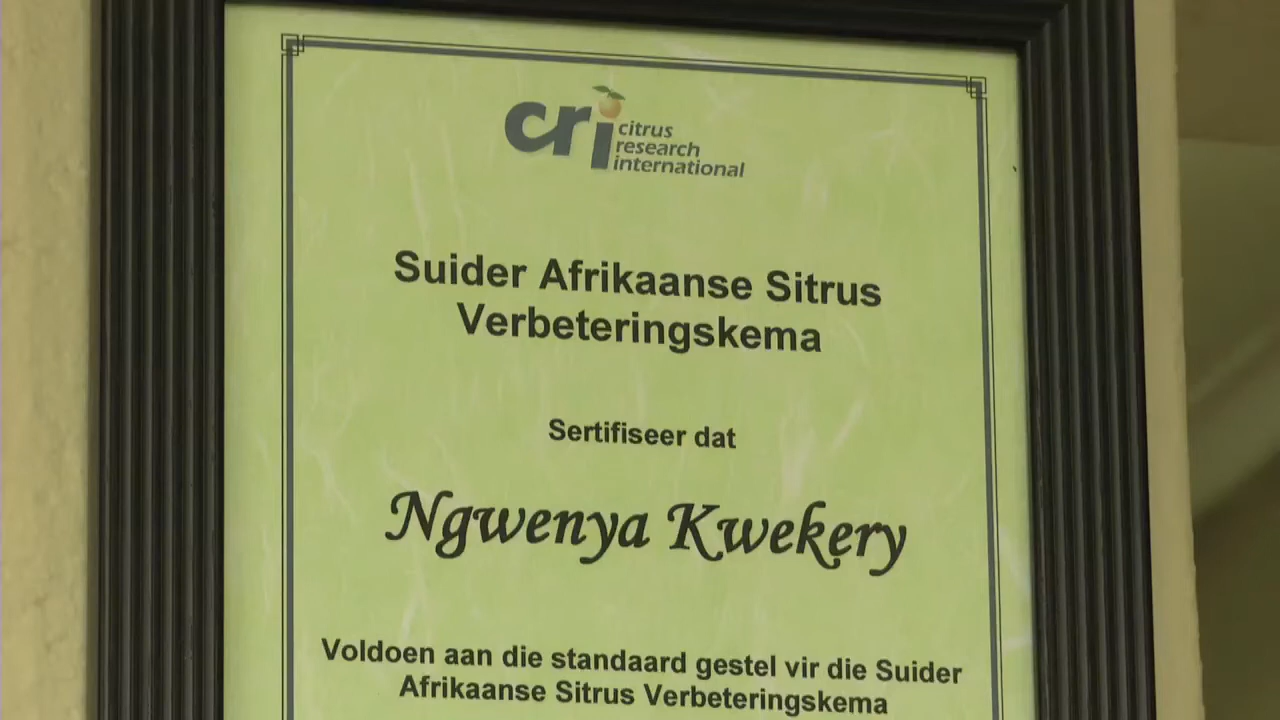 cri citrus
research
international
Suider Afrikaanse Sitrus
Verbeteringskema
Sertifiseer dat
Ngwenya Kwekery
Voldoen aan die standaard gestel vir die Suider
Afrikaanse Sitrus Verbeteringskema